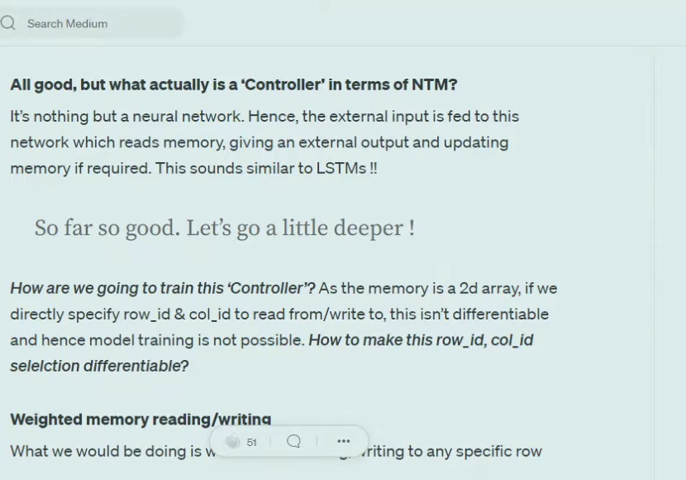 Search Medium
All good, but what actually is a ‘Controller’ in terms of NTM?
It’s nothing but a neural network. Hence, the external input is fed to this
network which reads memory, giving an external output and updating
memory if required. This sounds similar to LSTMs !!
So far so good. Let’s go a little deeper !
How are we going to train this ‘Controller’? As the memory is a 2d array, if we
directly specify row_id & col_id to read from/write to, this isn’t differentiable
and hence model training is not possible. How to make this row_id, col_id
selelction differentiable?
Weighted memory reading/writing
51
What we would be doing is writing to any specific row